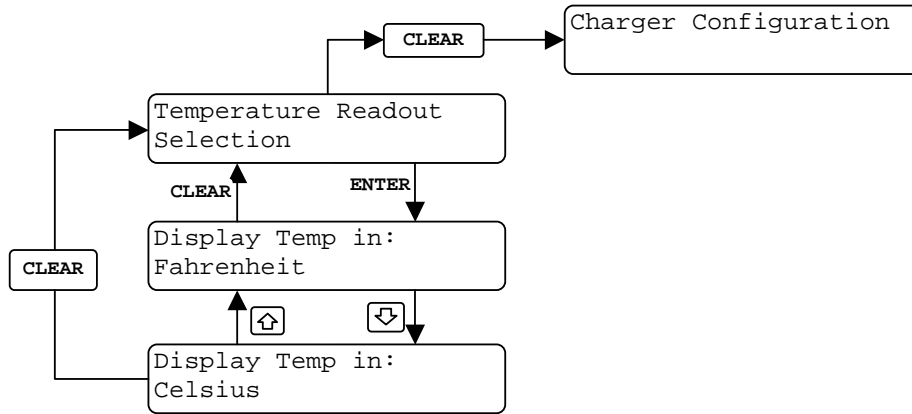 CLEAR
Charger Configuration
Temperature Readout
Selection
CLEAR
ENTER
Display Temp in:
Fahrenheit
CLEAR
Display Temp in:
Celsius